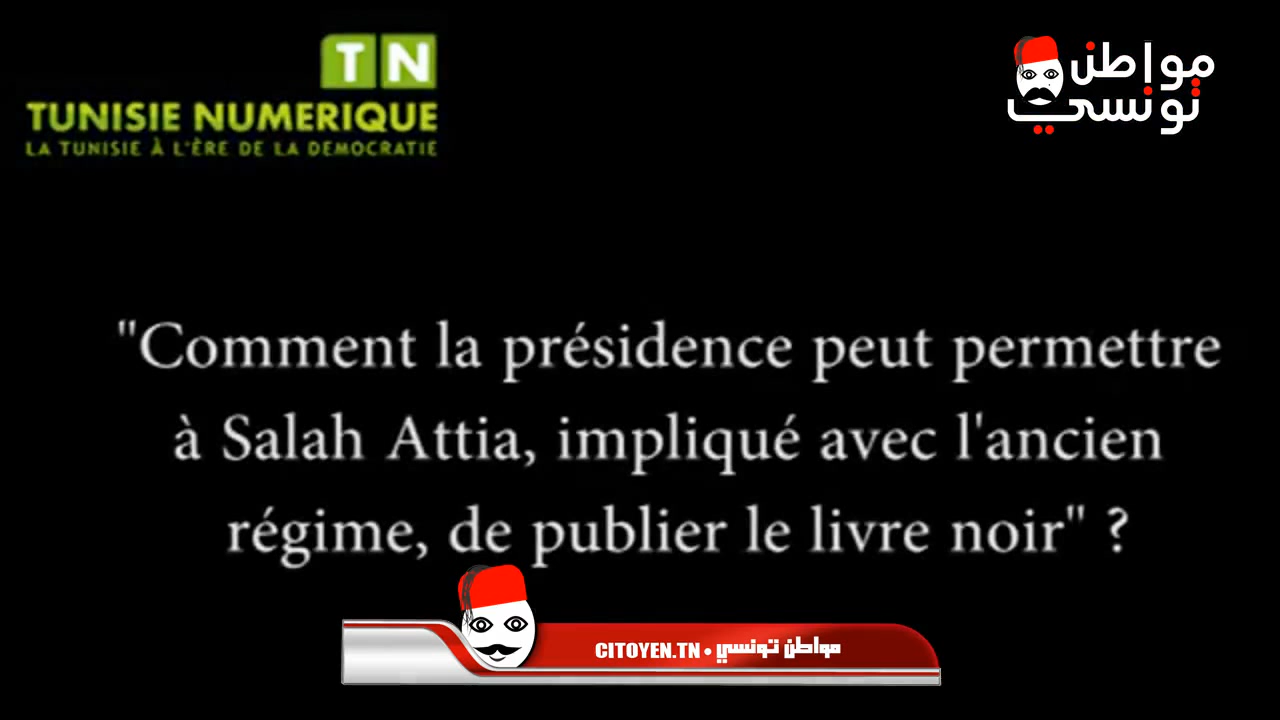 TN
TUNISIE NUMERIQUE
LA TUNISIE À L'ÈRE DE LA DEMOCRATIE
مواطن
تونسي
"Comment la présidence peut permettre
à Salah Attia, impliqué avec l'ancien
régime, de publier le livre noir" ?
CITOYEN.TN • مواطن تونسي